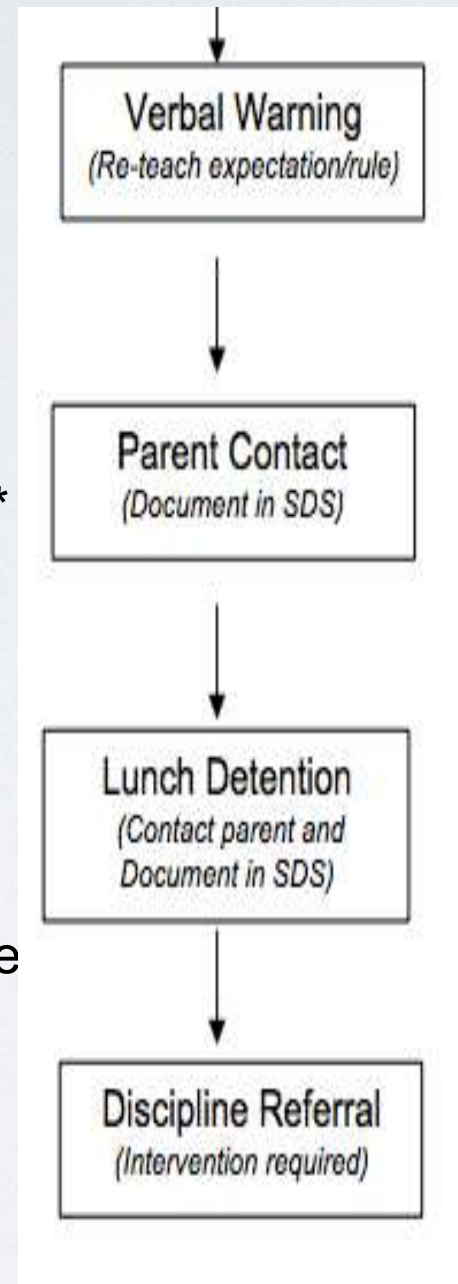 Verbal Warning
(Re-teach expectation/rule)
*
Parent Contact
(Document in SDS)
Lunch Detention
(Contact parent and
Document in SDS)
e
Discipline Referral
(Intervention required)